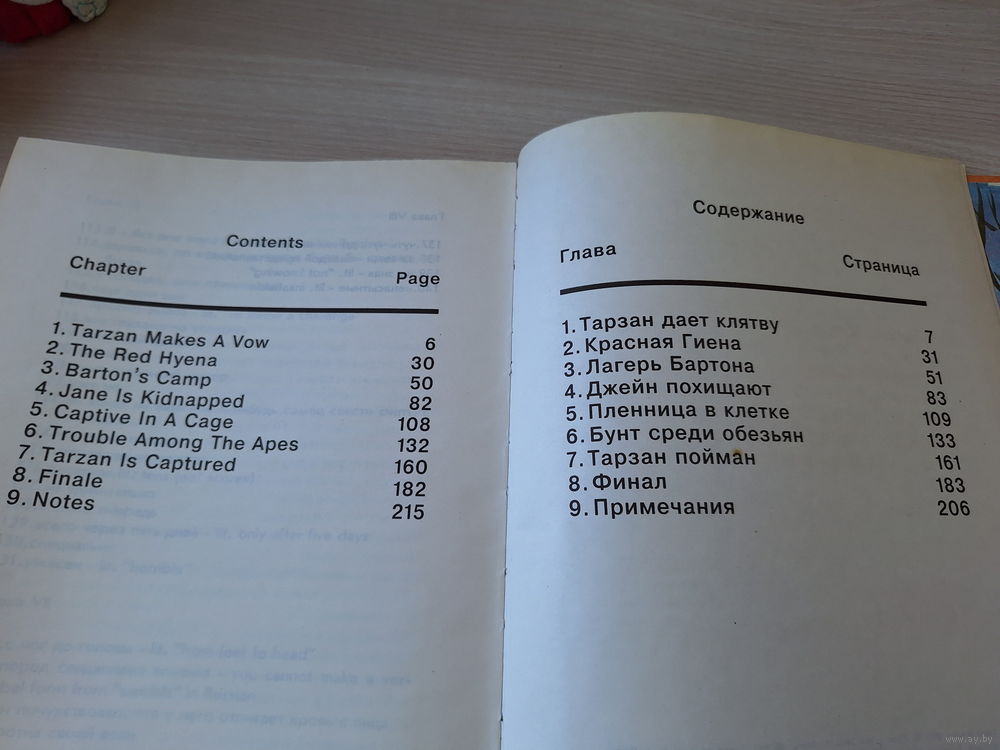 Contents
Chapter Page
1. Tarzan Makes A Vow 6
2. The Red Hyena 30
3. Barton's Camp 50
4. Jane Is Kidnapped 82
5. Captive In A Cage 108
6. Trouble Among The Apes 132
7. Tarzan Is Captured 160
8. Finale 182
9. Notes 215
Содержание
Глава Страница
1. Тарзан дает клятву 7
2. Красная Гиена 31
3. Лагерь Бартона 51
4. Джейн похищают 83
5. Пленница в клетке 109
6. Бунт среди обезьян 133
7. Тарзан пойман 161
8. Финал 183
9. Примечания 206
www.ay.by